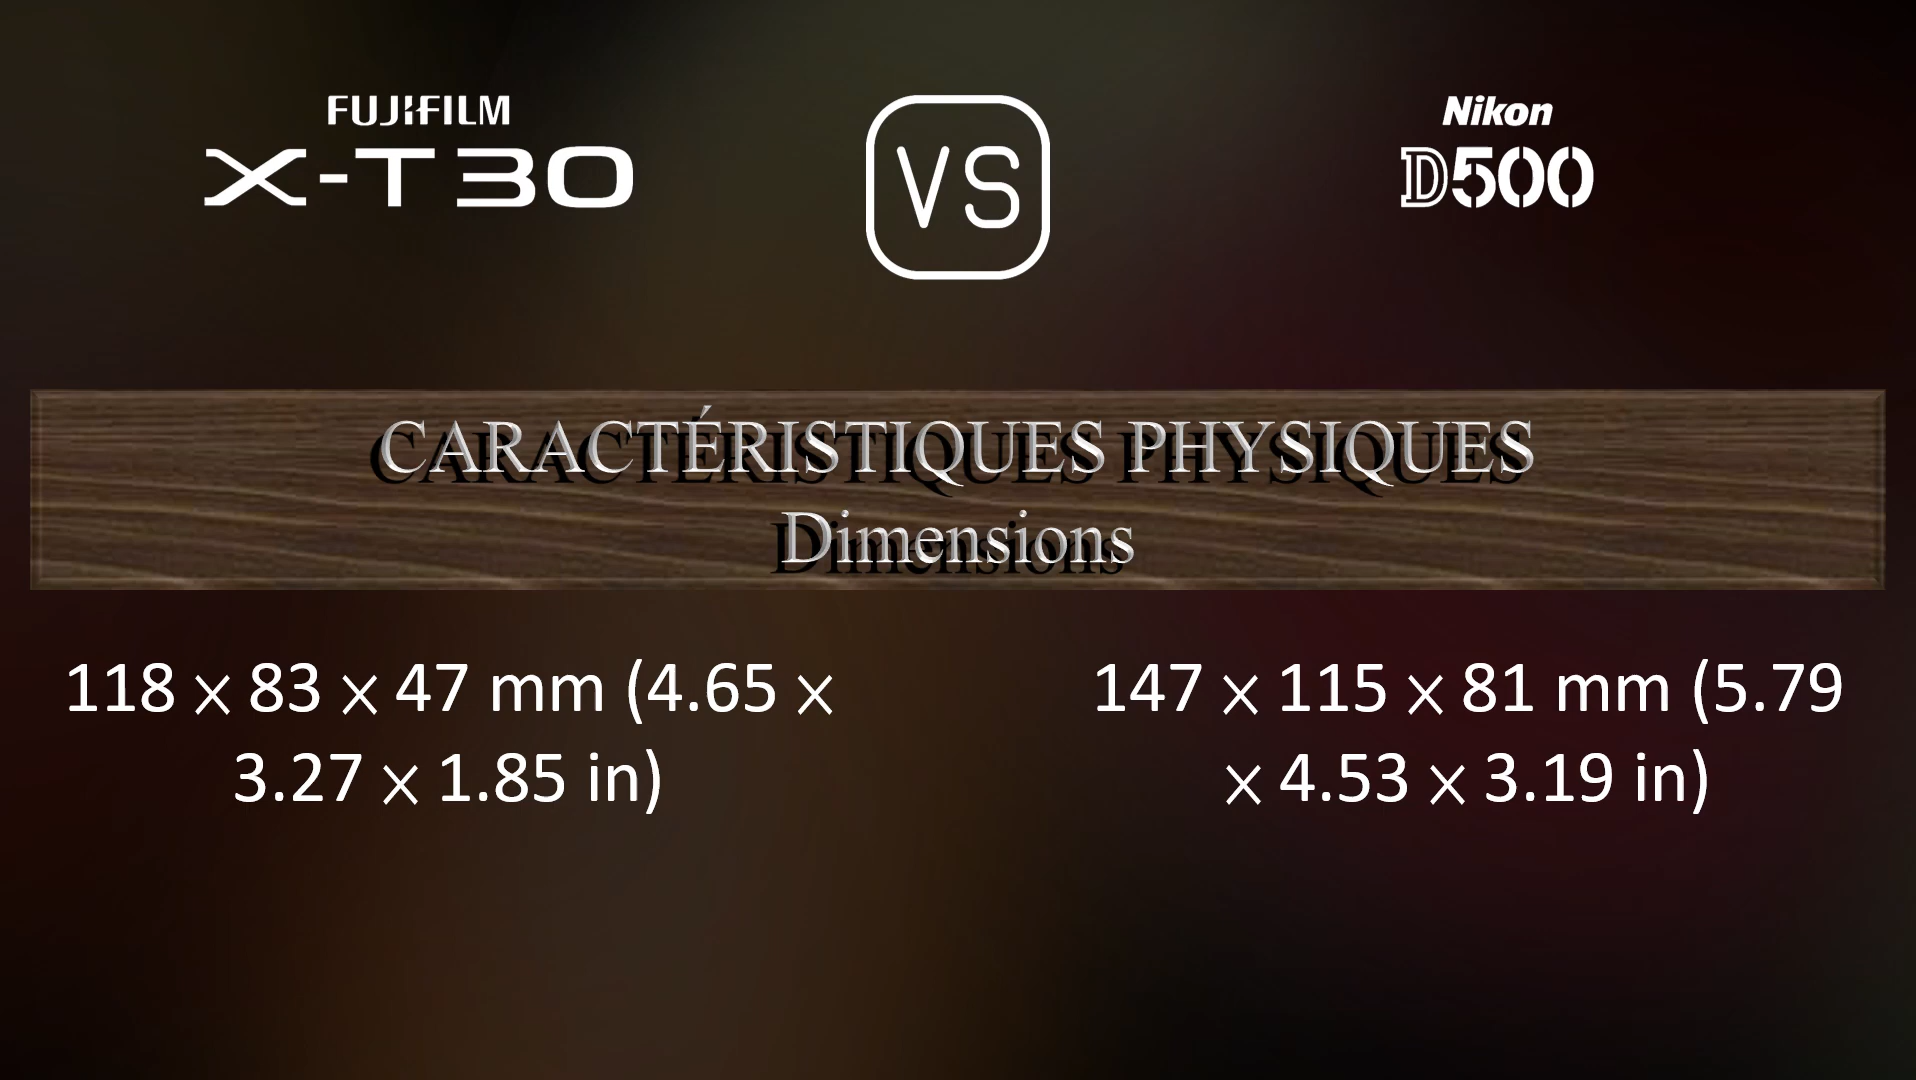 FUJIFILM
X-T30
VS
Nikon
D500
CARACTÉRISTIQUES PHYSIQUES
Dimensions
118 x 83 x 47 mm (4.65 x
3.27 x 1.85 in)
147 x 115 x 81 mm (5.79
x 4.53 x 3.19 in)